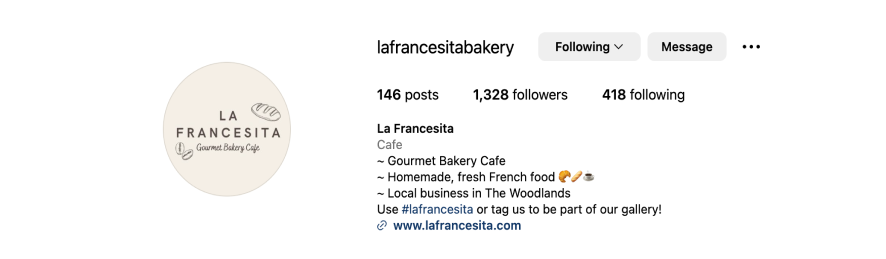 lafrancesitabakery Following Message
146 posts 1,328 followers 418 following
LA
FRANCESITA
Gourmet Bakery Cafe
La Francesita
Cafe
~ Gourmet Bakery Cafe
~ Homemade, fresh French food 🥐🥖☕
~ Local business in The Woodlands
Use #lafrancesita or tag us to be part of our gallery!
www.lafrancesita.com